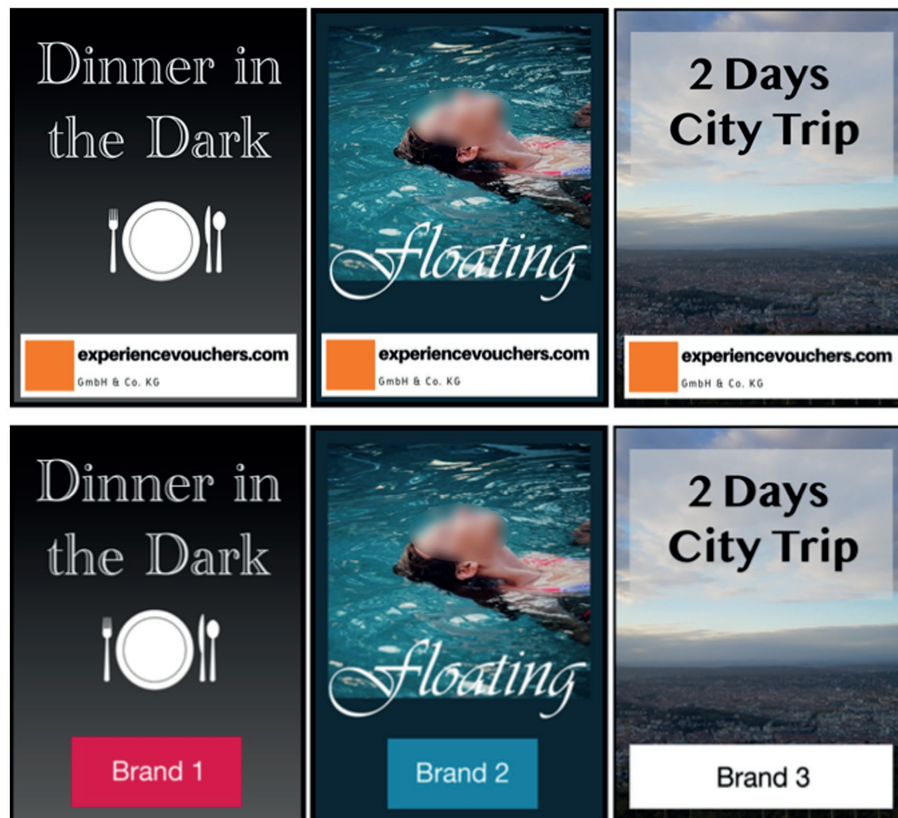 Dinner in
the Dark
experiencevouchers.com
GmbH & Co. KG
Floating
experiencevouchers.com
GmbH & Co. KG
2 Days
City Trip
experiencevouchers.com
GmbH & Co. KG
Dinner in
the Dark
Brand 1
Floating
Brand 2
2 Days
City Trip
Brand 3